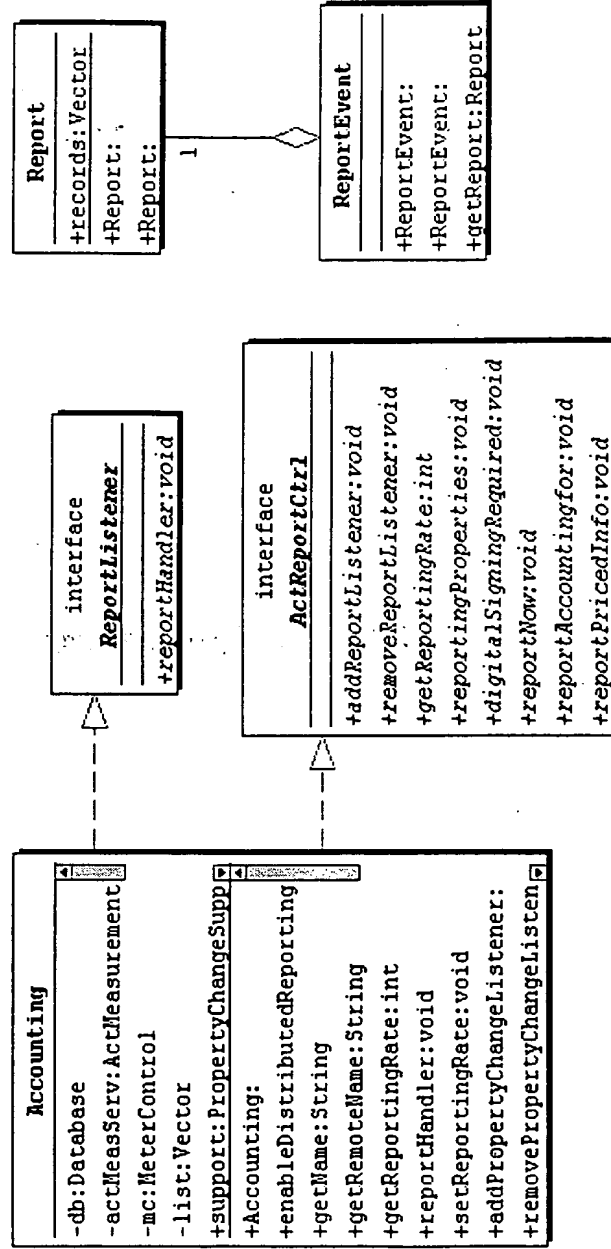 Accounting
-db:Database
-actMeasServ:ActMeasurement
-mc:MeterControl
-list:Vector
+support:PropertyChangeSupp
+Accounting:
+enableDistributedReporting
+getName:String
+getRemoteName:String
+getReportingRate:int
+reportHandler:void
+setReportingRate:void
+addPropertyChangeListener:
+removePropertyChangeListen
interface
ReportListener
+reportHandler:void
interface
ActReportCtrl
+addReportListener:void
+removeReportListener:void
+getReportingRate:int
+reportingProperties:void
+digitalSigningRequired:void
+reportNow:void
+reportAccountingfor:void
+reportPricedInfo:void
Report
+records:Vector
+Report:
+Report:
1
ReportEvent
+ReportEvent:
+ReportEvent:
+getReport:Report